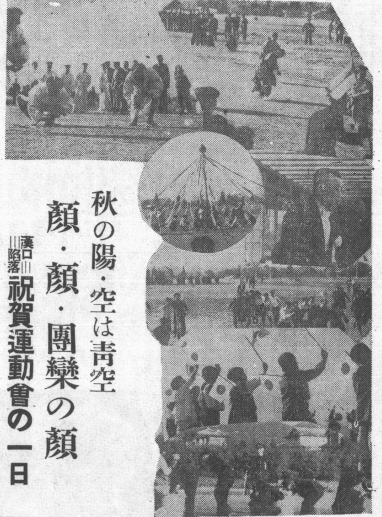 秋の陽・空は青空
顔・顔・團欒の顔
漢口陷落祝賀運動會の一日